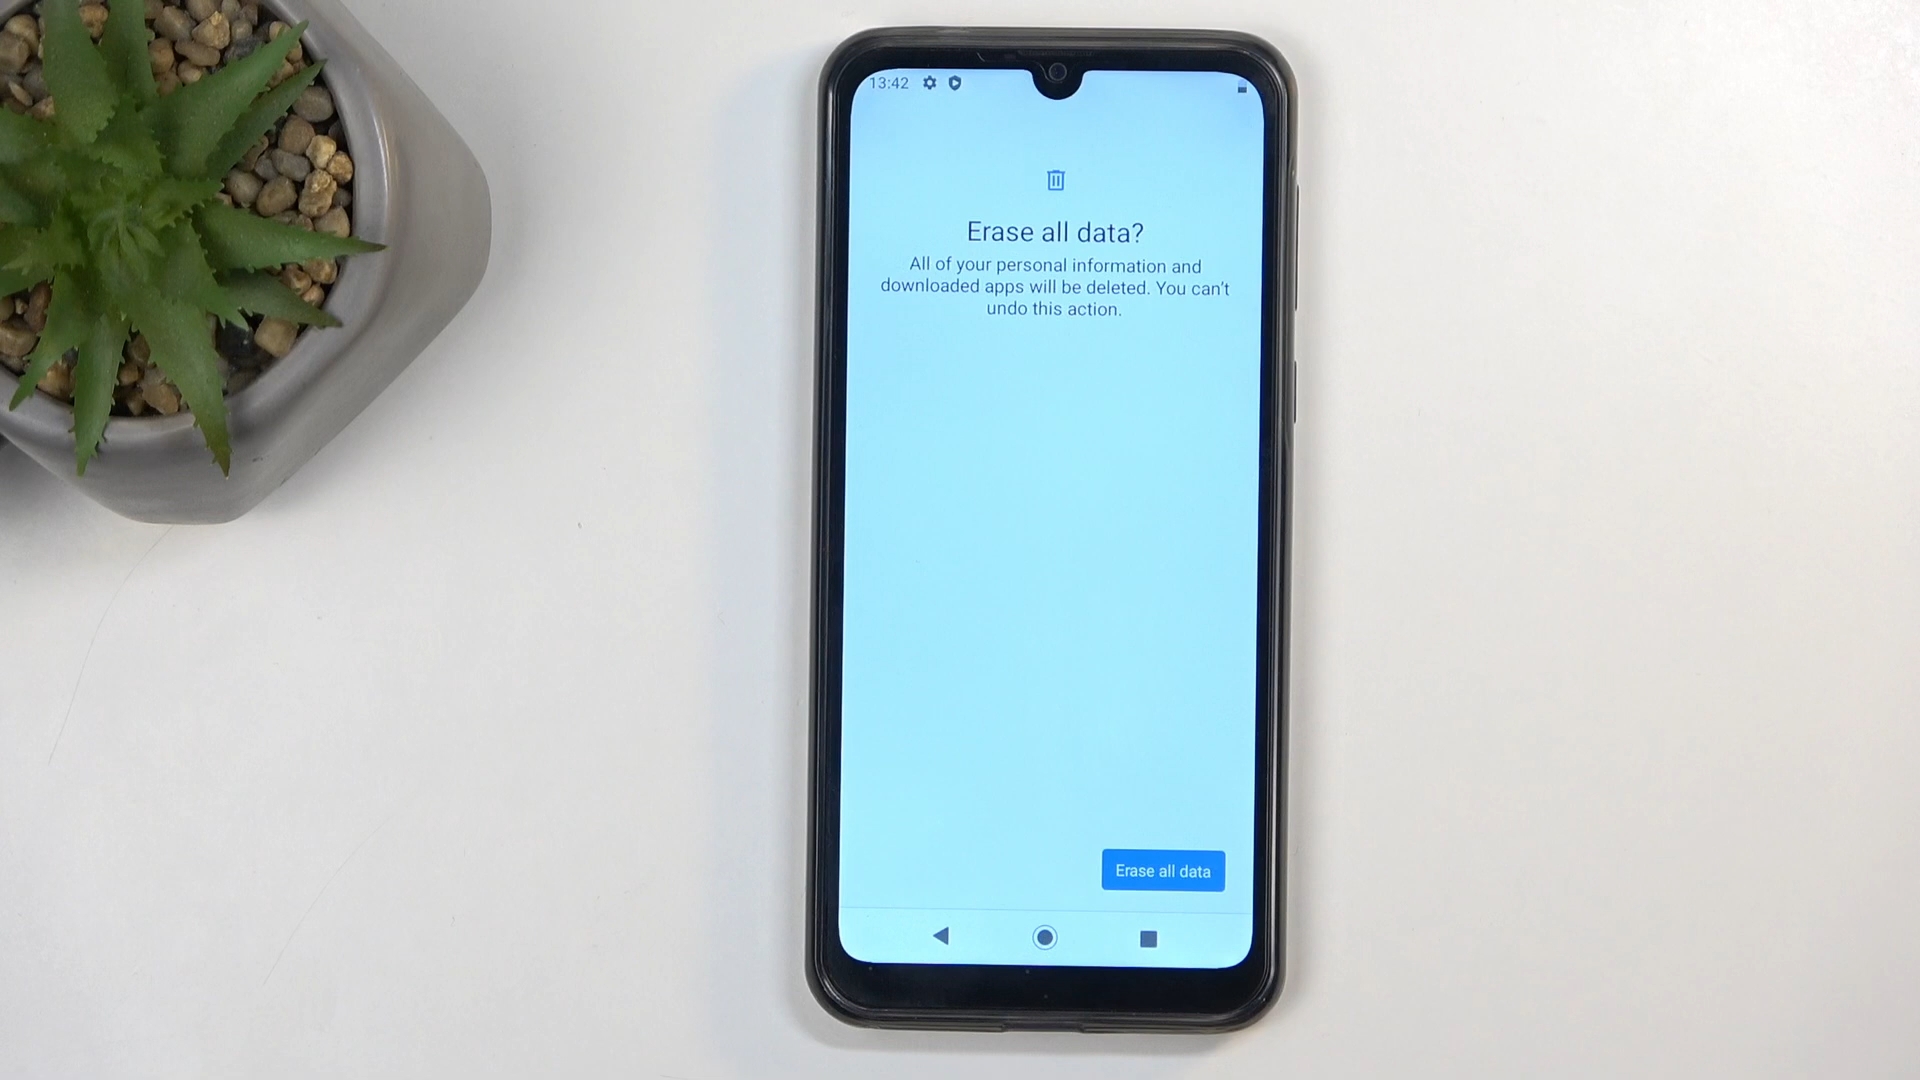 13:42
Erase all data?
All of your personal information and
downloaded apps will be deleted. You can't
undo this action.
Erase all data